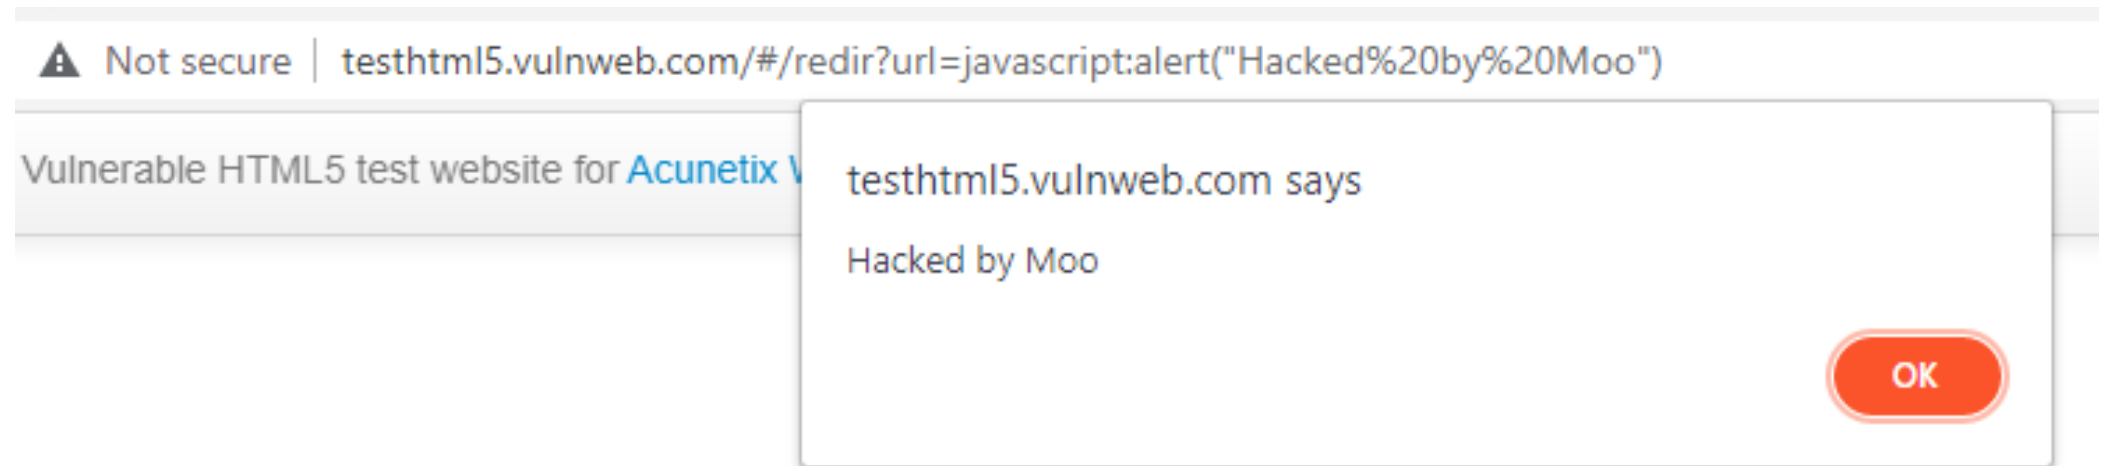 Not secure testhtml5.vulnweb.com/#/redir?url=javascript:alert("Hacked%20by%20Moo")
Vulnerable HTML5 test website for Acunetix
testhtml5.vulnweb.com says
Hacked by Moo
OK